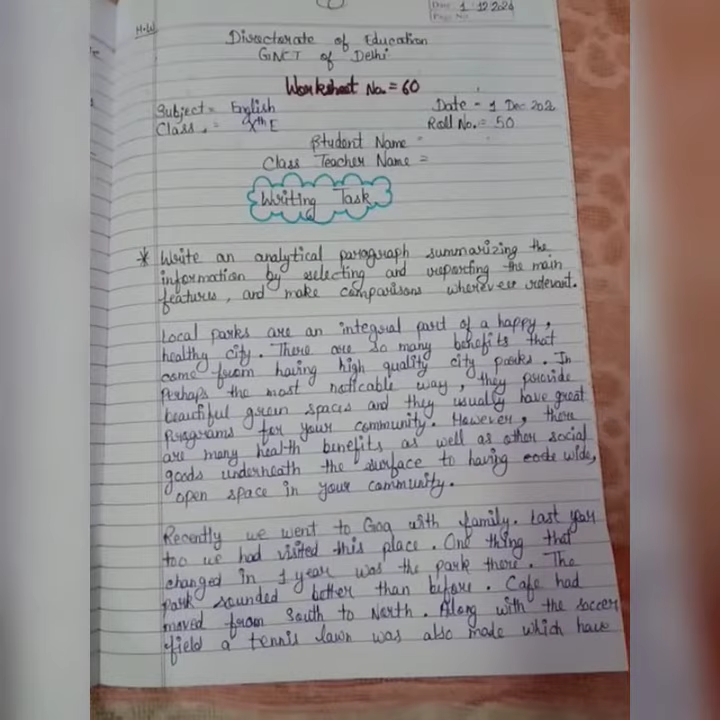 H.W
Date 1 12 202
Page No.
Directorate of Education
GNCT of Delhi
Worksheet No. = 60
Subject = English
Date - 1 Dec 202
Class. = Xth E
Roll No. = 50
Student Name =
Class Teacher Name =
Writing Task
* Write an analytical paragraph summarizing the
information by selecting and reporting the main
features, and make comparisons wherever relevant.
Local parks are an integral part of a happy,
healthy city. There are so many benefits that
come from having high quality city parks. In
Perhaps the most noticable way, they provide
beautiful green spaces and they usually have great
Programs for your community. However, there
are many health benefits as well as other social
goods underneath the surface to having wide,
open space in your community.
Recently we went to Goa with family. Last year
too we had visited this place. One thing that
changed in 1 year was the park there. The
park sounded better than before. Cafe had
moved from South to North. Along with the soccer
field a tennis lawn was also made which have